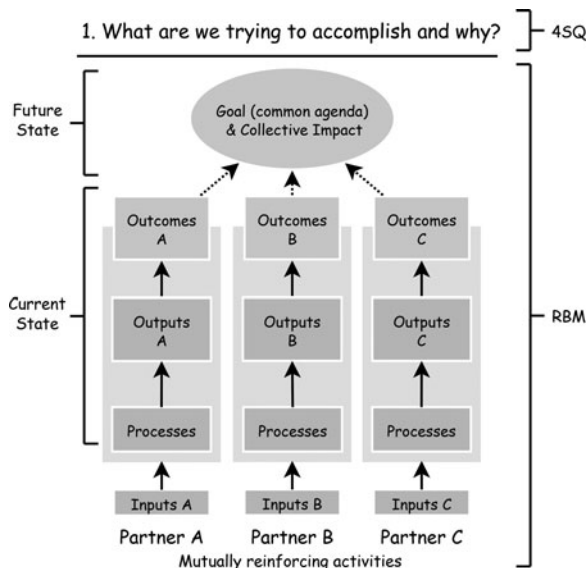 1. What are we trying to accomplish and why?
4SQ
Future
State
Goal (common agenda)
& Collective Impact
Current
State
Outcomes
A
Outcomes
B
Outcomes
C
RBM
Outputs
A
Outputs
B
Outputs
C
Processes
Processes
Processes
Inputs A
Inputs B
Inputs C
Partner A
Partner B
Partner C
Mutually reinforcing activities